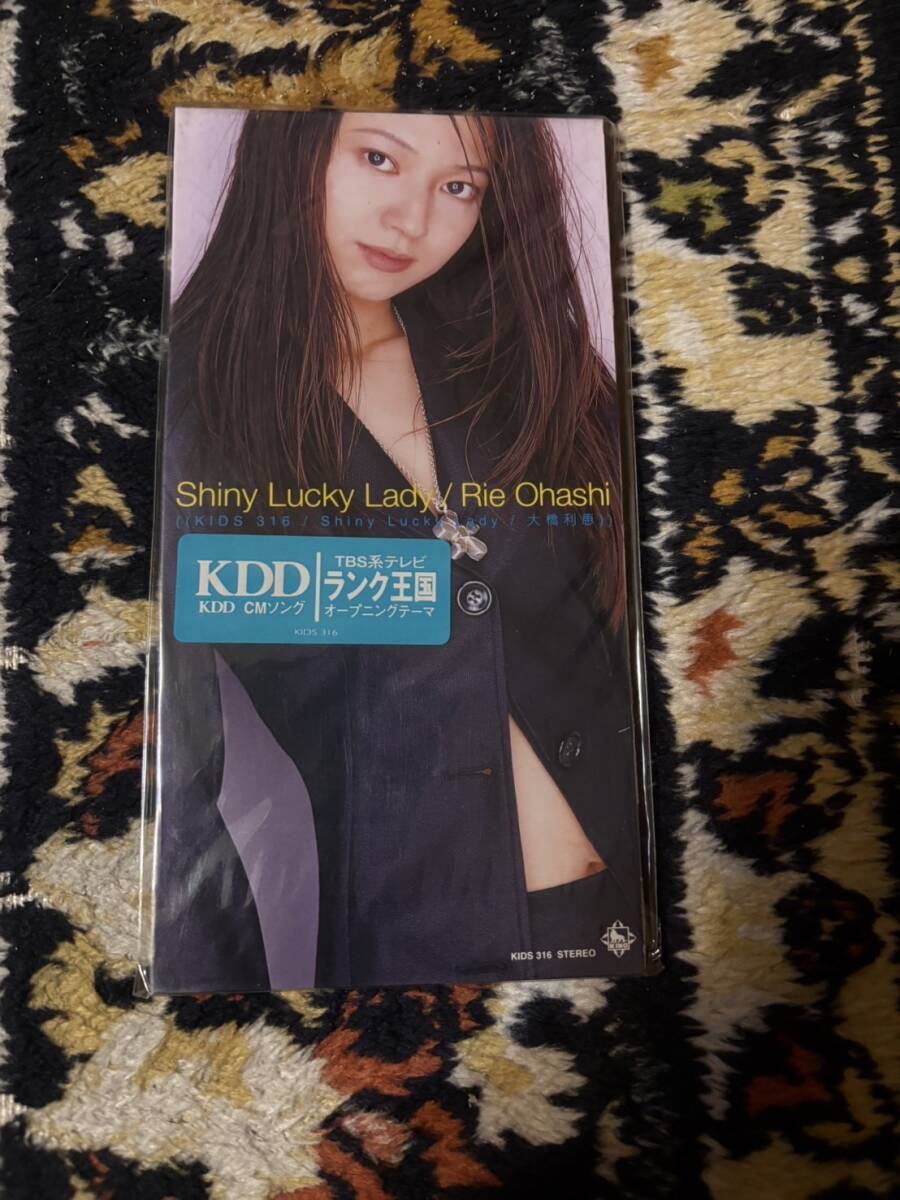 Shiny Lucky Lady / Rie Ohashi
((KIDS 316 / Shiny Lucky Lady / 大橋利恵))
KDD
KDD CMソング
TBS系テレビ
ランク王国
オープニングテーマ
KIDS 316
KIDS 316 STEREO